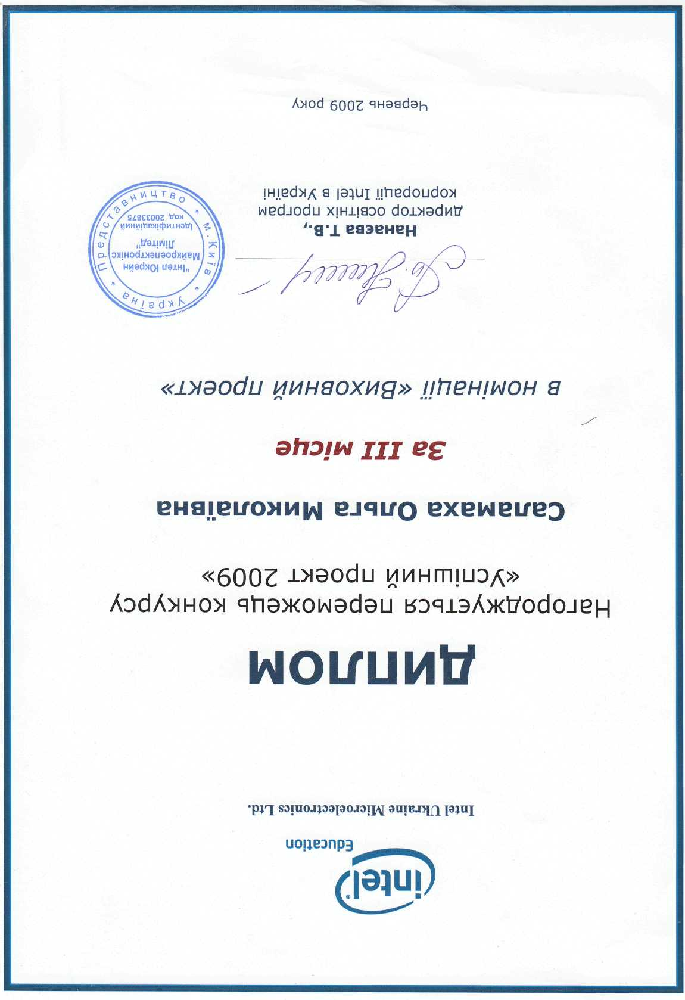 intel®
Education
Intel Ukraine Microelectronics Ltd.
ДИПЛОМ
Нагороджується переможець конкурсу
«Успішний проект 2009»
Саламаха Ольга Миколаївна
За III місце
в номінації «Виховний проект»
Нанаєва Т.В.,
директор освітніх програм
корпорації Intel в Україні
* Україна * Представництво * м.Київ
"Інтел Юкрейн
Майкроелектронікс
Лімітед"
Ідентифікаційний
код 20033875
Червень 2009 року